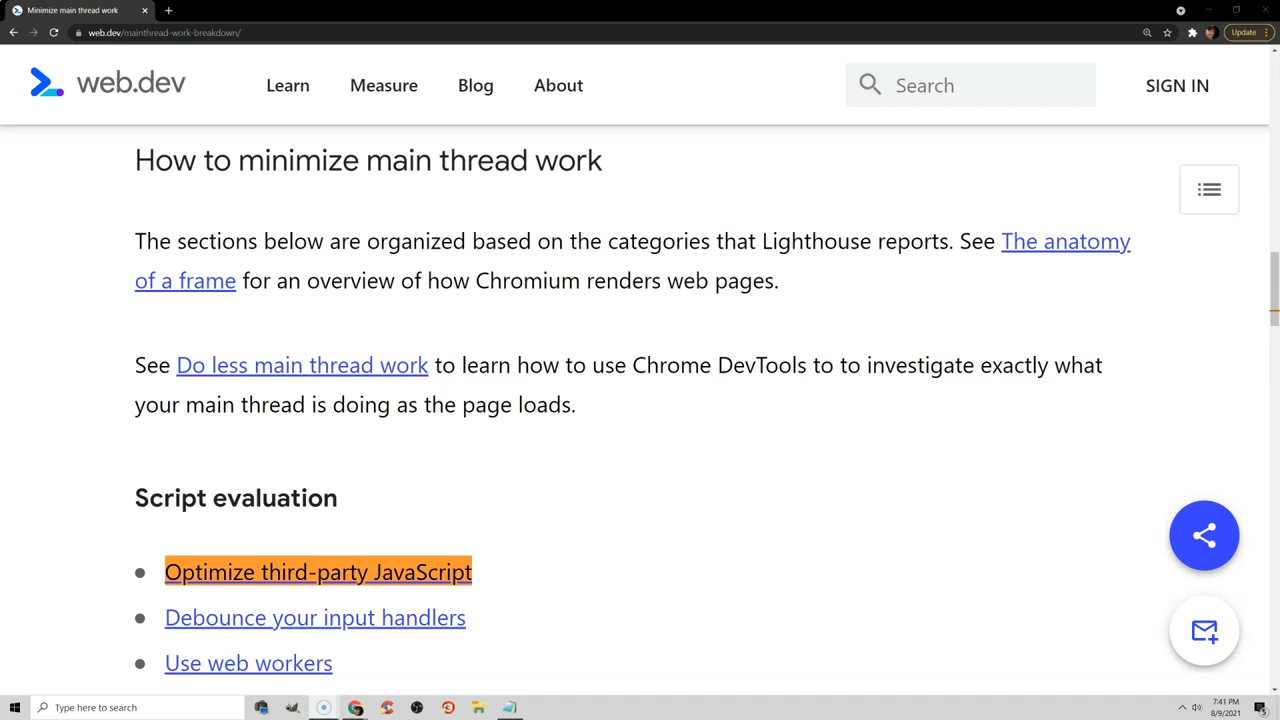 Minimize main thread work
web.dev/mainthread-work-breakdown/
Update
web.dev
Learn
Measure
Blog
About
Search
SIGN IN
How to minimize main thread work
The sections below are organized based on the categories that Lighthouse reports. See The anatomy
of a frame for an overview of how Chromium renders web pages.
See Do less main thread work to learn how to use Chrome DevTools to to investigate exactly what
your main thread is doing as the page loads.
Script evaluation
Optimize third-party JavaScript
Debounce your input handlers
Use web workers
Type here to search
7:41 PM
8/9/2021
5